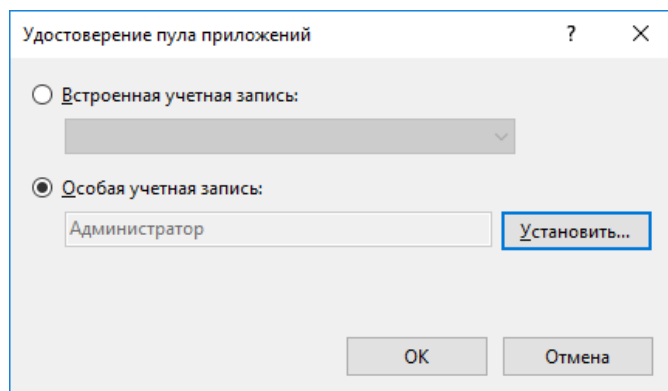 Удостоверение пула приложений ?
Встроенная учетная запись:
Особая учетная запись:
Администратор Установить...
OK Отмена